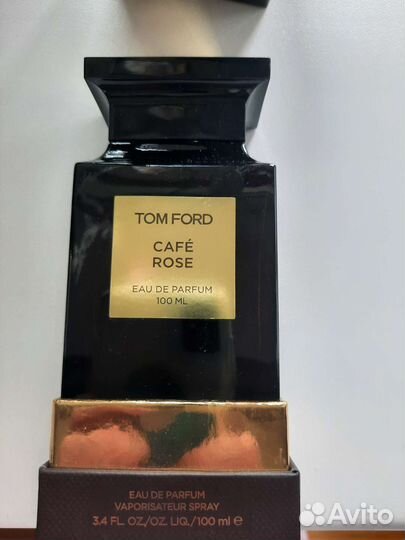 TOM FORD
CAFÉ
ROSE
EAU DE PARFUM
100 ML
EAU DE PARFUM
VAPORISATEUR SPRAY
3.4 FL. OZ./OZ. LIQ./100 ml e
Avito